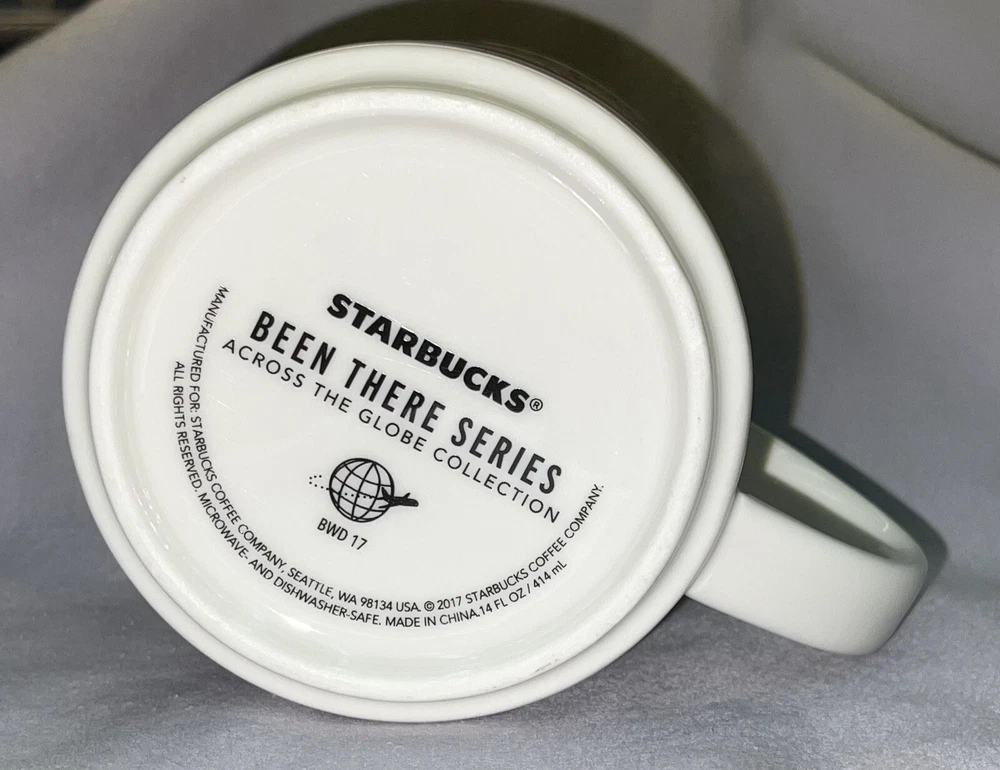 STARBUCKS®
BEEN THERE SERIES
ACROSS THE GLOBE COLLECTION
BWD 17
MANUFACTURED FOR: STARBUCKS COFFEE COMPANY, SEATTLE, WA 98134 USA. © 2017 STARBUCKS COFFEE COMPANY.
ALL RIGHTS RESERVED. MICROWAVE- AND DISHWASHER-SAFE. MADE IN CHINA.14 FL OZ / 414 mL